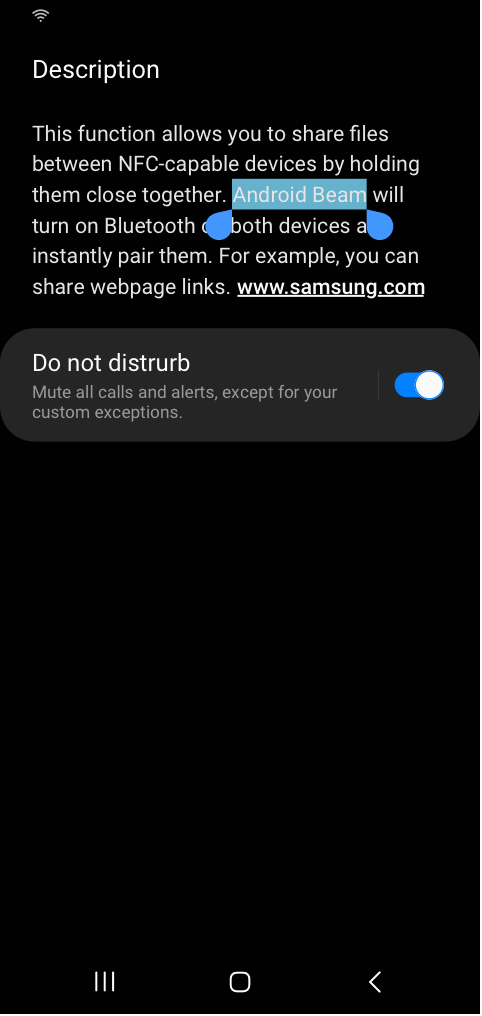 Description
This function allows you to share files
between NFC-capable devices by holding
them close together. Android Beam will
turn on Bluetooth both devices a
instantly pair them. For example, you can
share webpage links. www.samsung.com
Do not distrurb
Mute all calls and alerts, except for your
custom exceptions.